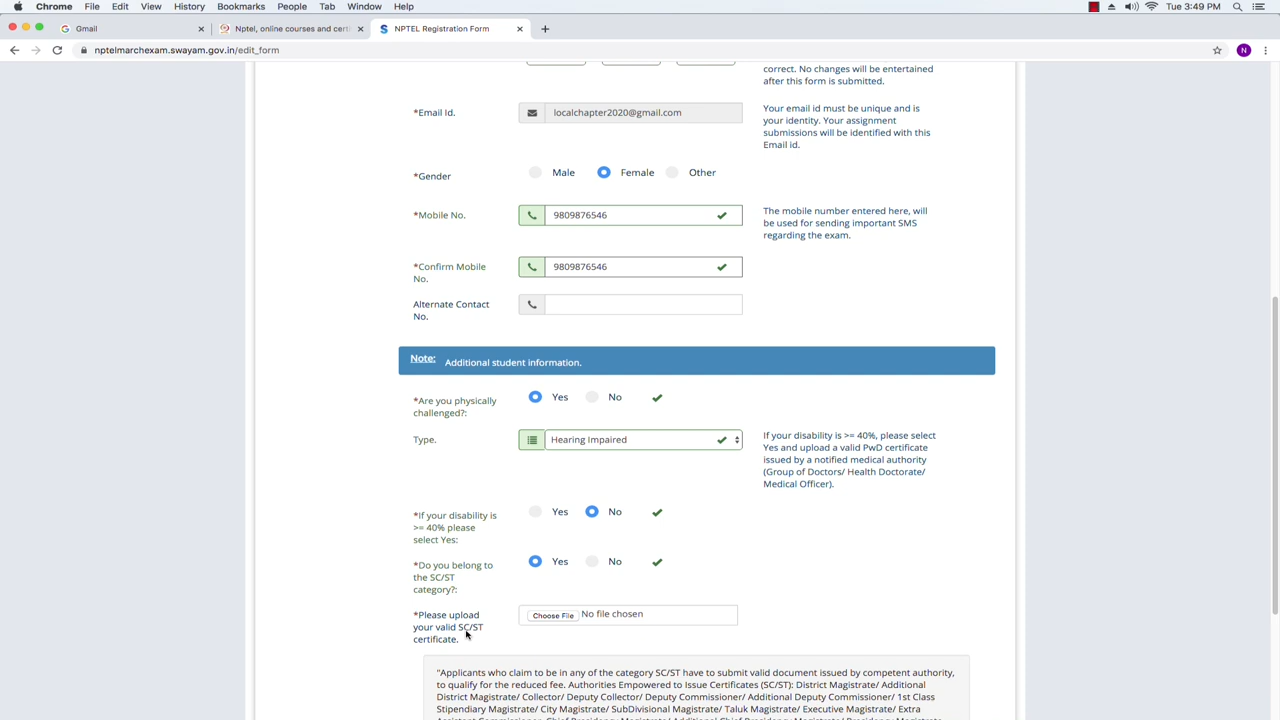 Chrome File Edit View History Bookmarks People Tab Window Help Tue 3:49 PM
Gmail Nptel, online courses and certi NPTEL Registration Form
nptelmarchexam.swayam.gov.in/edit_form N
correct. No changes will be entertained
after this form is submitted.
*Email Id. localchapter2020@gmail.com
Your email id must be unique and is
your identity. Your assignment
submissions will be identified with this
Email id.
*Gender Male Female Other
*Mobile No. 9809876546
The mobile number entered here, will
be used for sending important SMS
regarding the exam.
*Confirm Mobile
No.
9809876546
Alternate Contact
No.
Note: Additional student information.
*Are you physically
challenged?:
Yes No
Type. Hearing Impaired
If your disability is >= 40%, please select
Yes and upload a valid PwD certificate
issued by a notified medical authority
(Group of Doctors/ Health Doctorate/
Medical Officer).
*If your disability is
>= 40% please
select Yes:
Yes No
*Do you belong to
the SC/ST
category?:
Yes No
*Please upload
your valid SC/ST
certificate.
Choose File No file chosen
"Applicants who claim to be in any of the category SC/ST have to submit valid document issued by competent authority,
to qualify for the reduced fee. Authorities Empowered to Issue Certificates (SC/ST): District Magistrate/ Additional
District Magistrate/ Collector/ Deputy Collector/ Deputy Commissioner/ Additional Deputy Commissioner/ 1st Class
Stipendiary Magistrate/ City Magistrate/ SubDivisional Magistrate/ Taluk Magistrate/ Executive Magistrate/ Extra